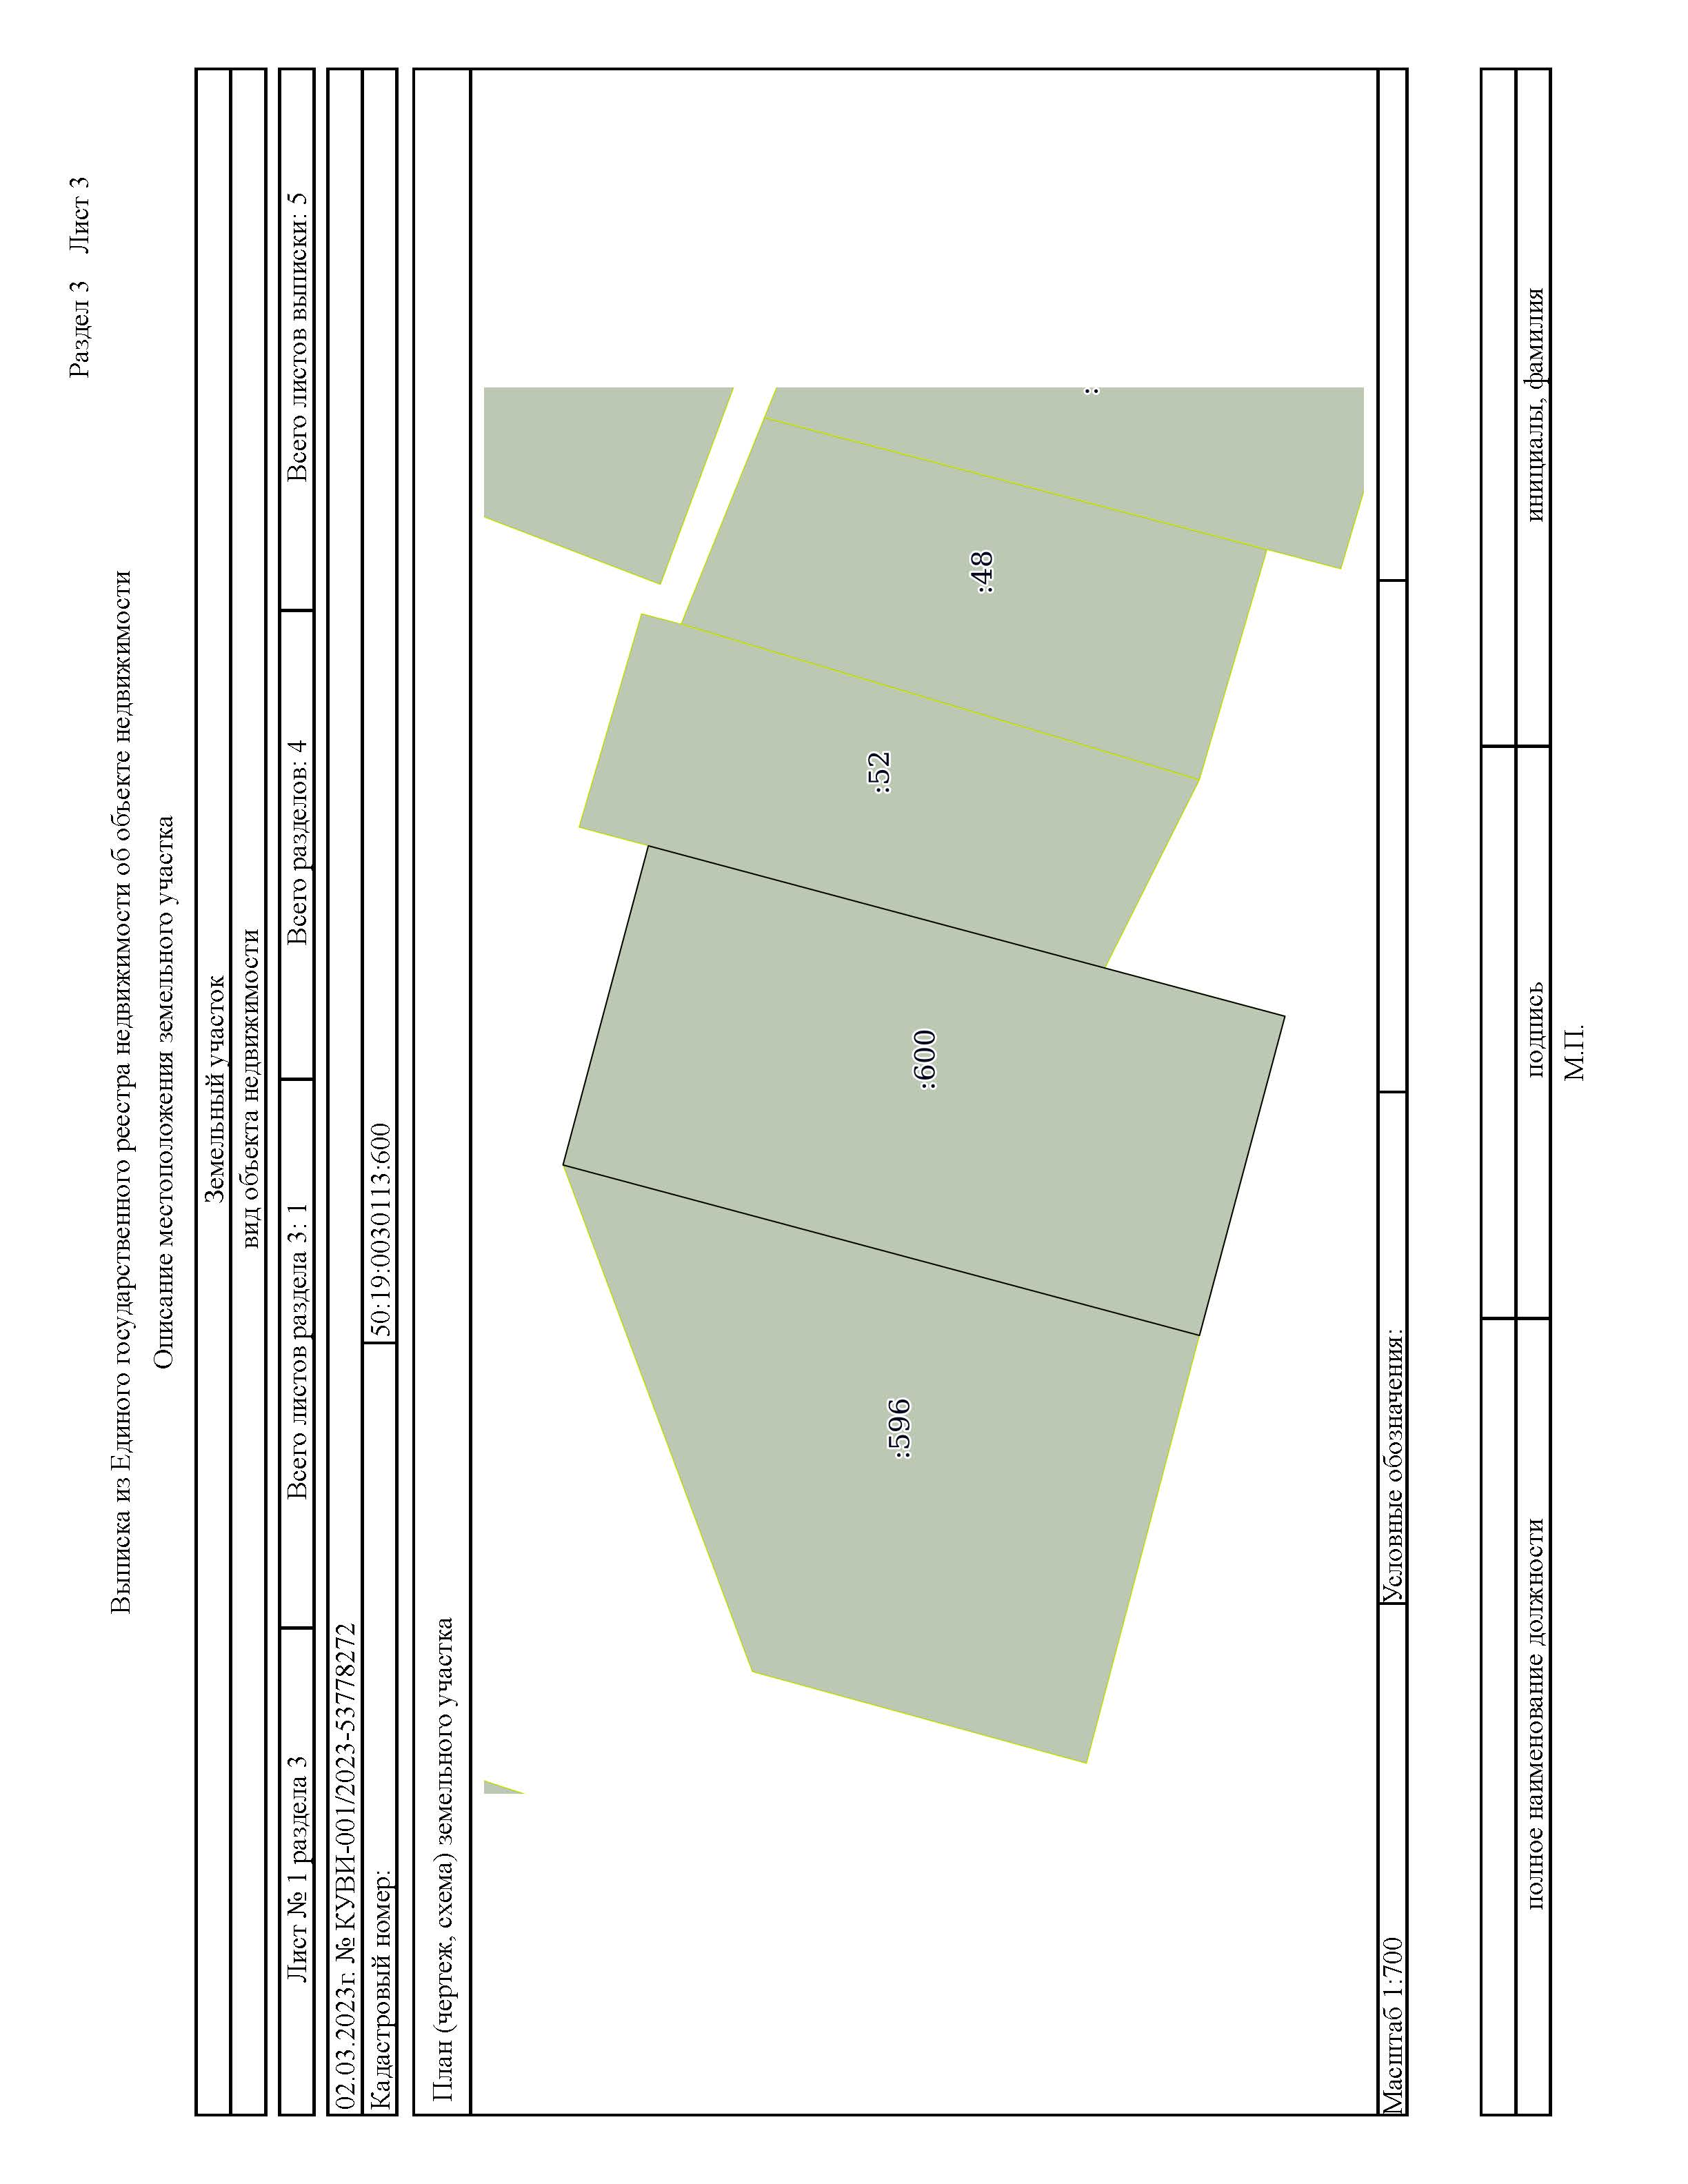 Раздел 3 Лист 3
Выписка из Единого государственного реестра недвижимости об объекте недвижимости
Описание местоположения земельного участка
Земельный участок
вид объекта недвижимости
Лист № 1 раздела 3 Всего листов раздела 3: 1 Всего разделов: 4 Всего листов выписки: 5
02.03.2023г. № КУВИ-001/2023-53778272
Кадастровый номер: 50:19:0030113:600
План (чертеж, схема) земельного участка
:52
:596
:600
:48
:
Масштаб 1:700 Условные обозначения:
полное наименование должности подпись инициалы, фамилия
М.П.